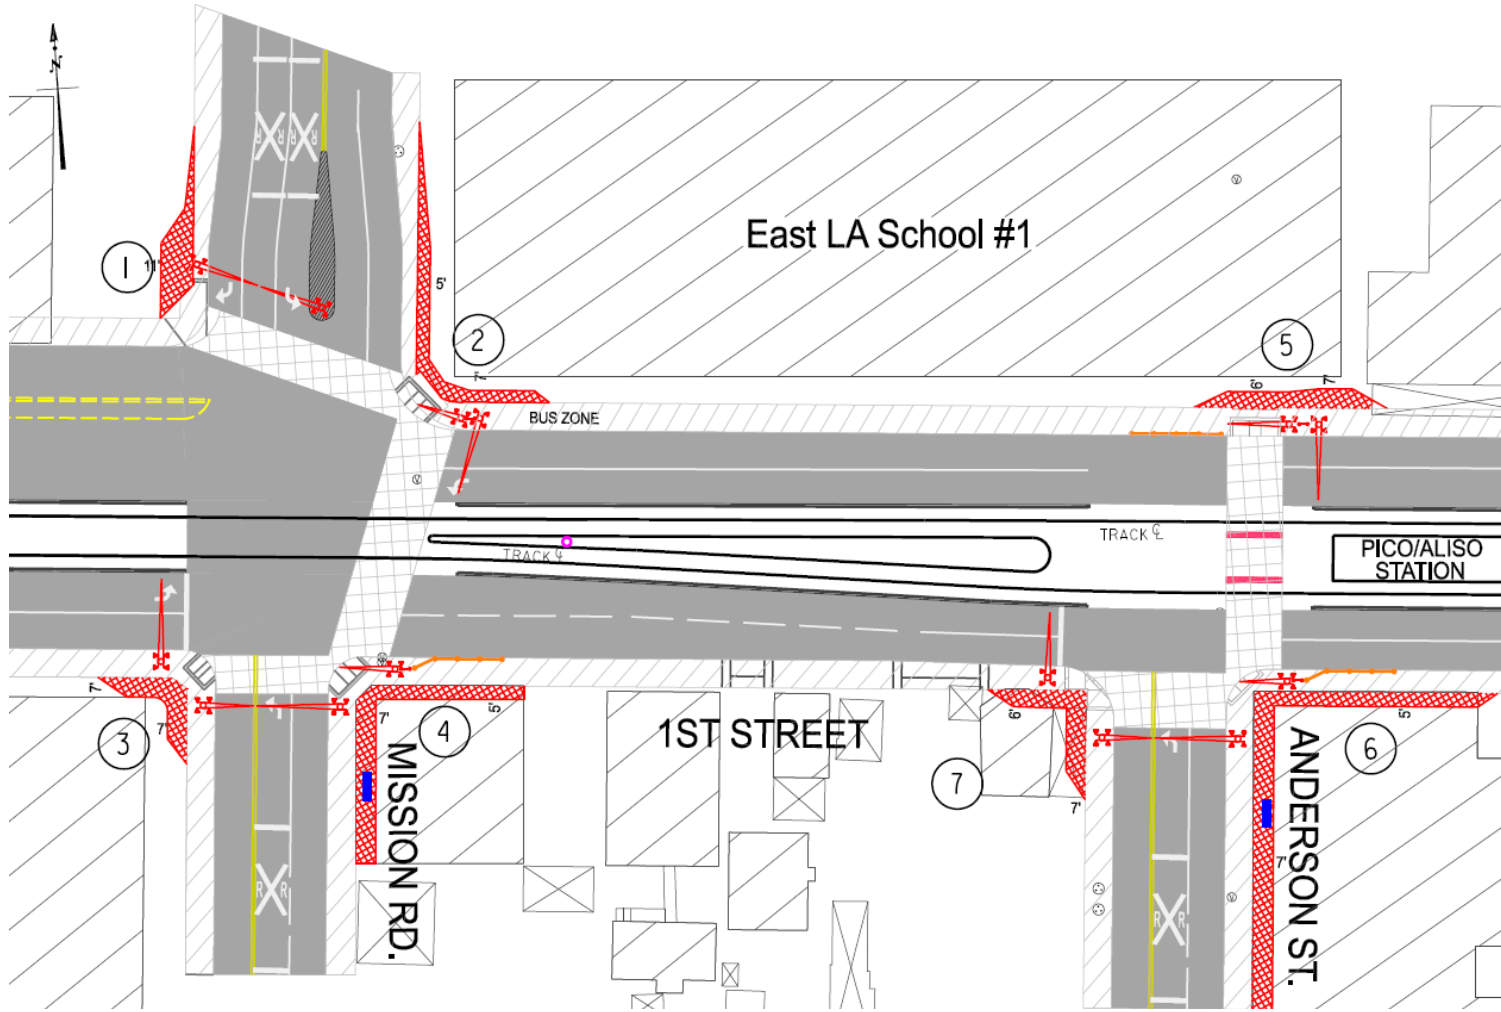 N
R R
R R
1
11'
5'
East LA School #1
2
7'
5
6'
7'
BUS ZONE
TRACK ℄
TRACK ℄
PICO/ALISO
STATION
7'
7'
3
7'
5'
4
1ST STREET
MISSION RD.
6'
7
7'
5'
6
7'
ANDERSON ST.
R R
R R